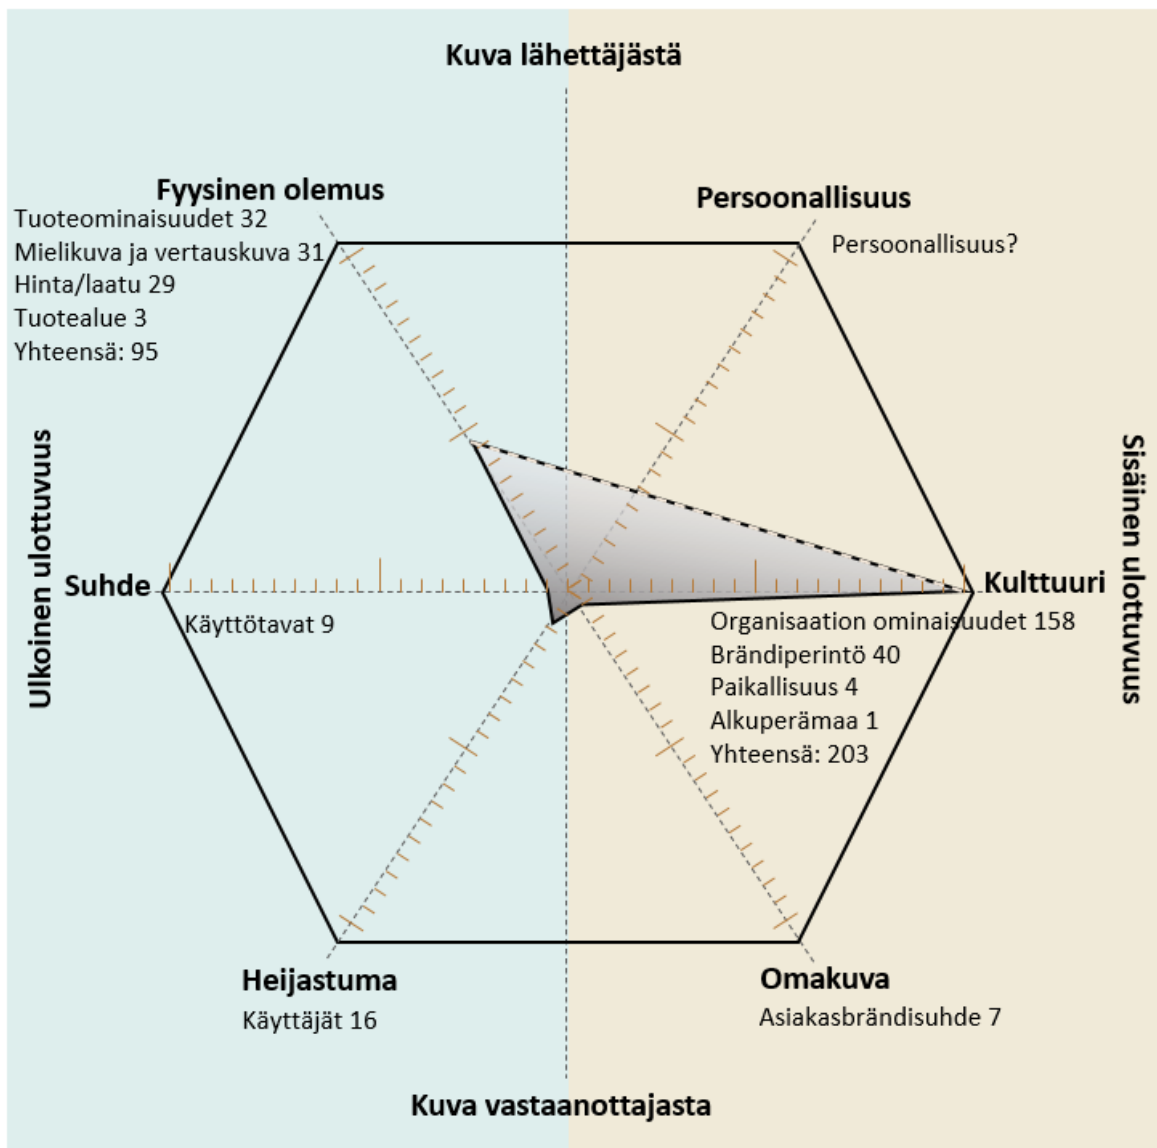 Kuva lähettäjästä
Fyysinen olemus
Tuoteominaisuudet 32
Mielikuva ja vertauskuva 31
Hinta/laatu 29
Tuotealue 3
Yhteensä: 95
Persoonallisuus
Persoonallisuus?
Ulkoinen ulottuvuus
Sisäinen ulottuvuus
Suhde
Käyttötavat 9
Kulttuuri
Organisaation ominaisuudet 158
Brändiperintö 40
Paikallisuus 4
Alkuperämaa 1
Yhteensä: 203
Heijastuma
Käyttäjät 16
Omakuva
Asiakasbrändisuhde 7
Kuva vastaanottajasta